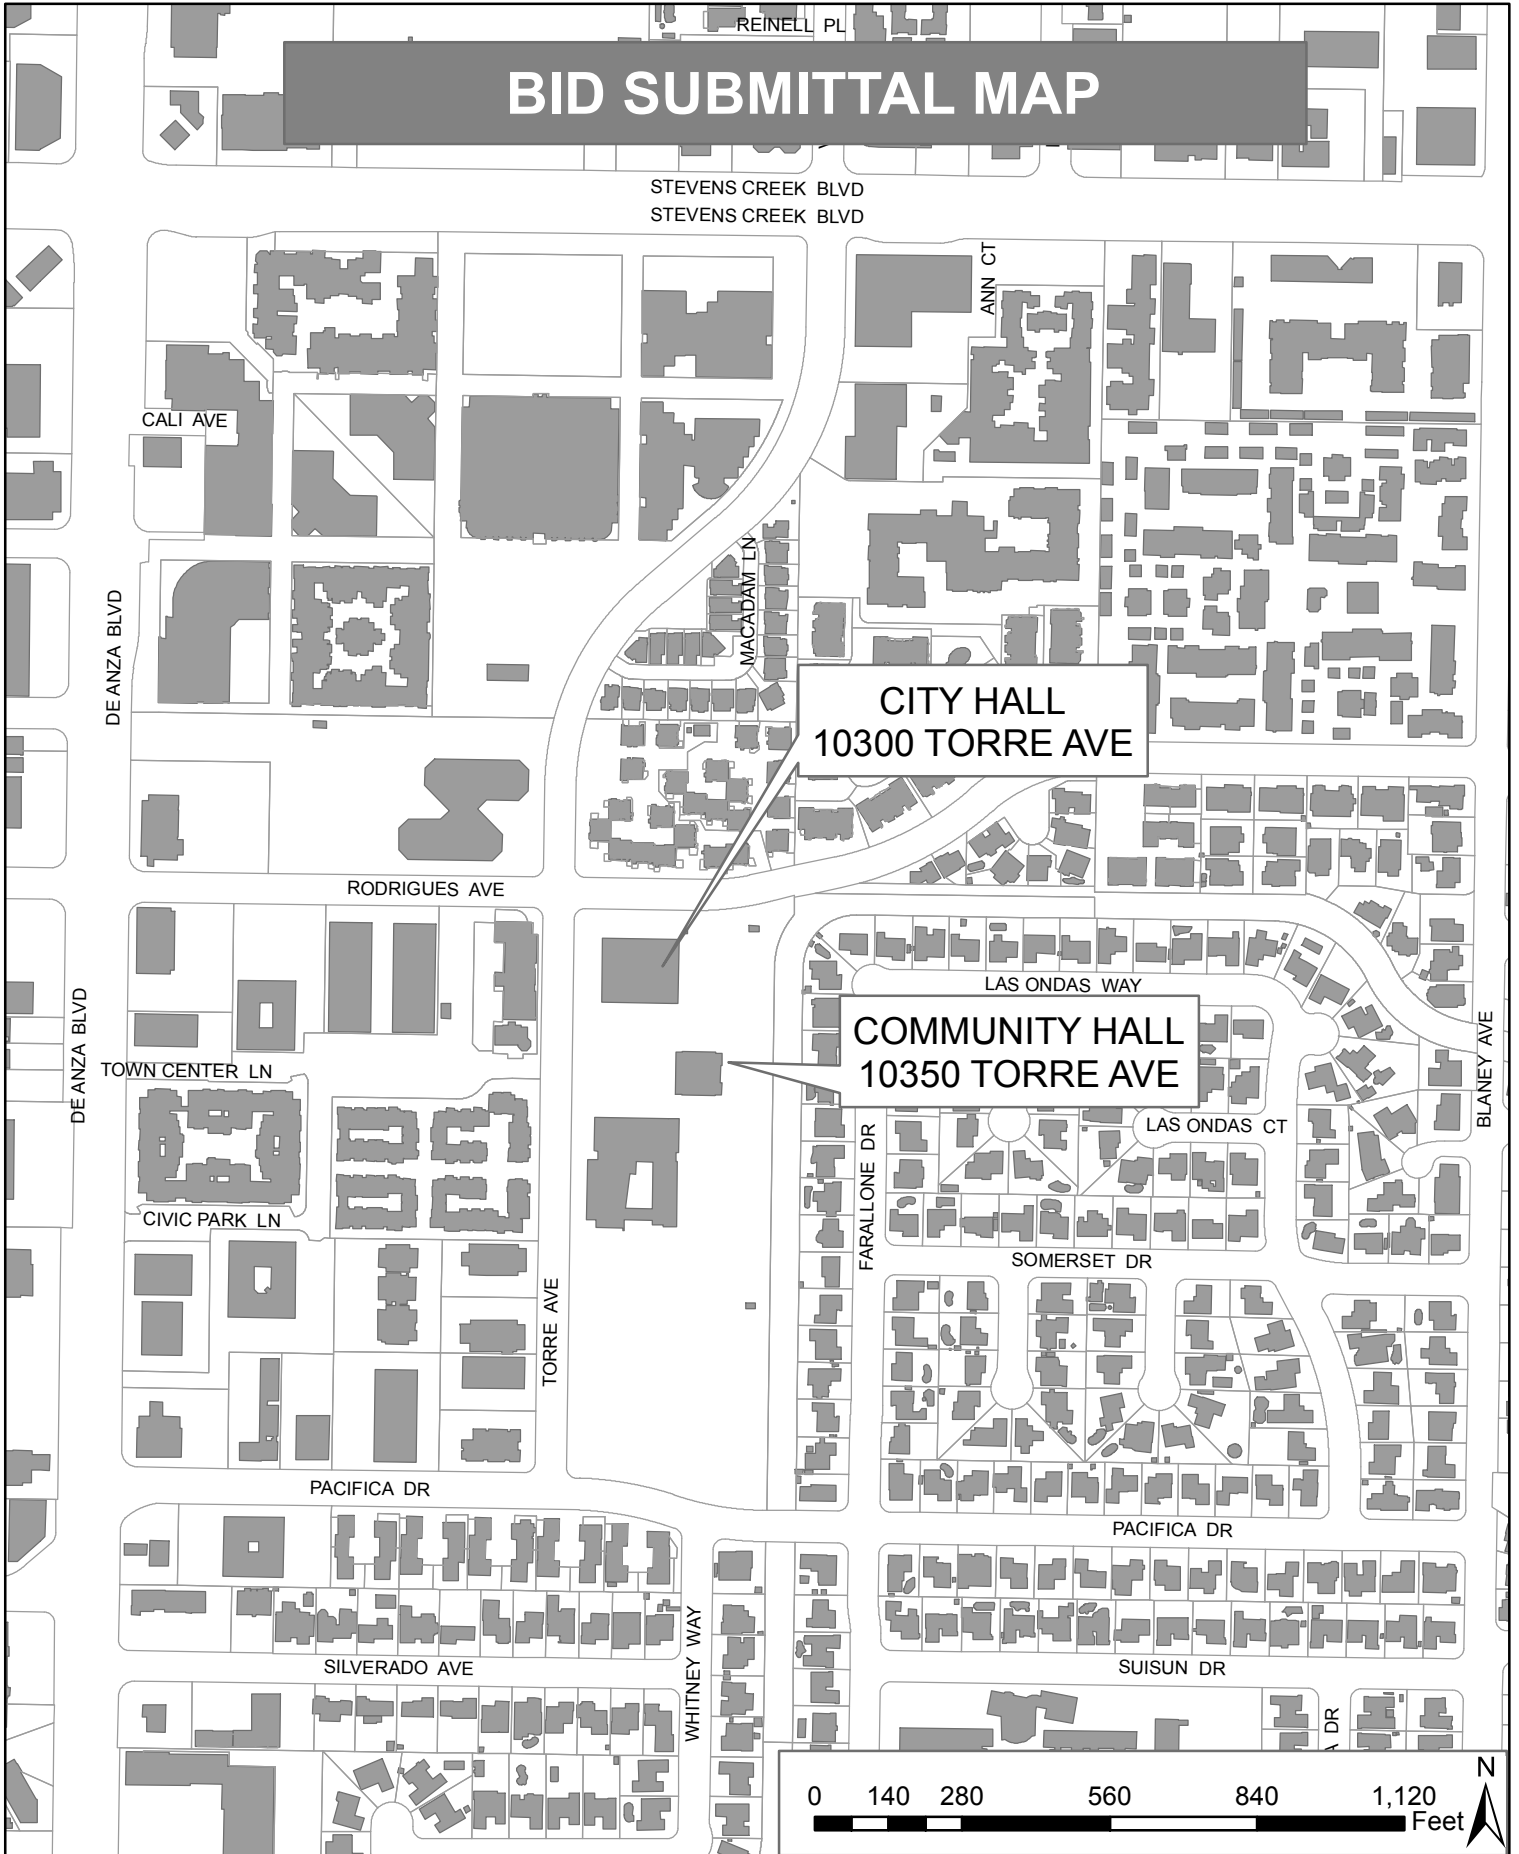 REINELL PL
BID SUBMITTAL MAP
STEVENS CREEK BLVD
STEVENS CREEK BLVD
ANN CT
CALI AVE
MACADAM LN
DE ANZA BLVD
CITY HALL
10300 TORRE AVE
RODRIGUES AVE
LAS ONDAS WAY
DE ANZA BLVD
COMMUNITY HALL
10350 TORRE AVE
BLANEY AVE
TOWN CENTER LN
LAS ONDAS CT
FARALLONE DR
CIVIC PARK LN
SOMERSET DR
TORRE AVE
PACIFICA DR
PACIFICA DR
WHITNEY WAY
SILVERADO AVE
SUISUN DR
A DR
N
0 140 280 560 840 1,120
Feet